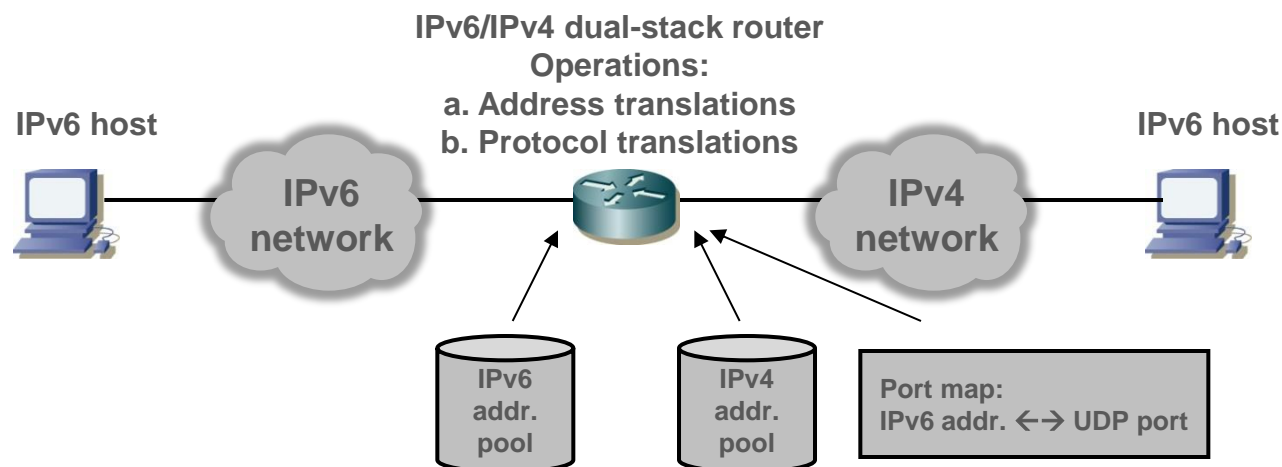 IPv6/IPv4 dual-stack router
Operations:
a. Address translations
b. Protocol translations
IPv6 host
IPv6 host
IPv6
network
IPv4
network
IPv6
addr.
pool
IPv4
addr.
pool
Port map:
IPv6 addr. ←→ UDP port